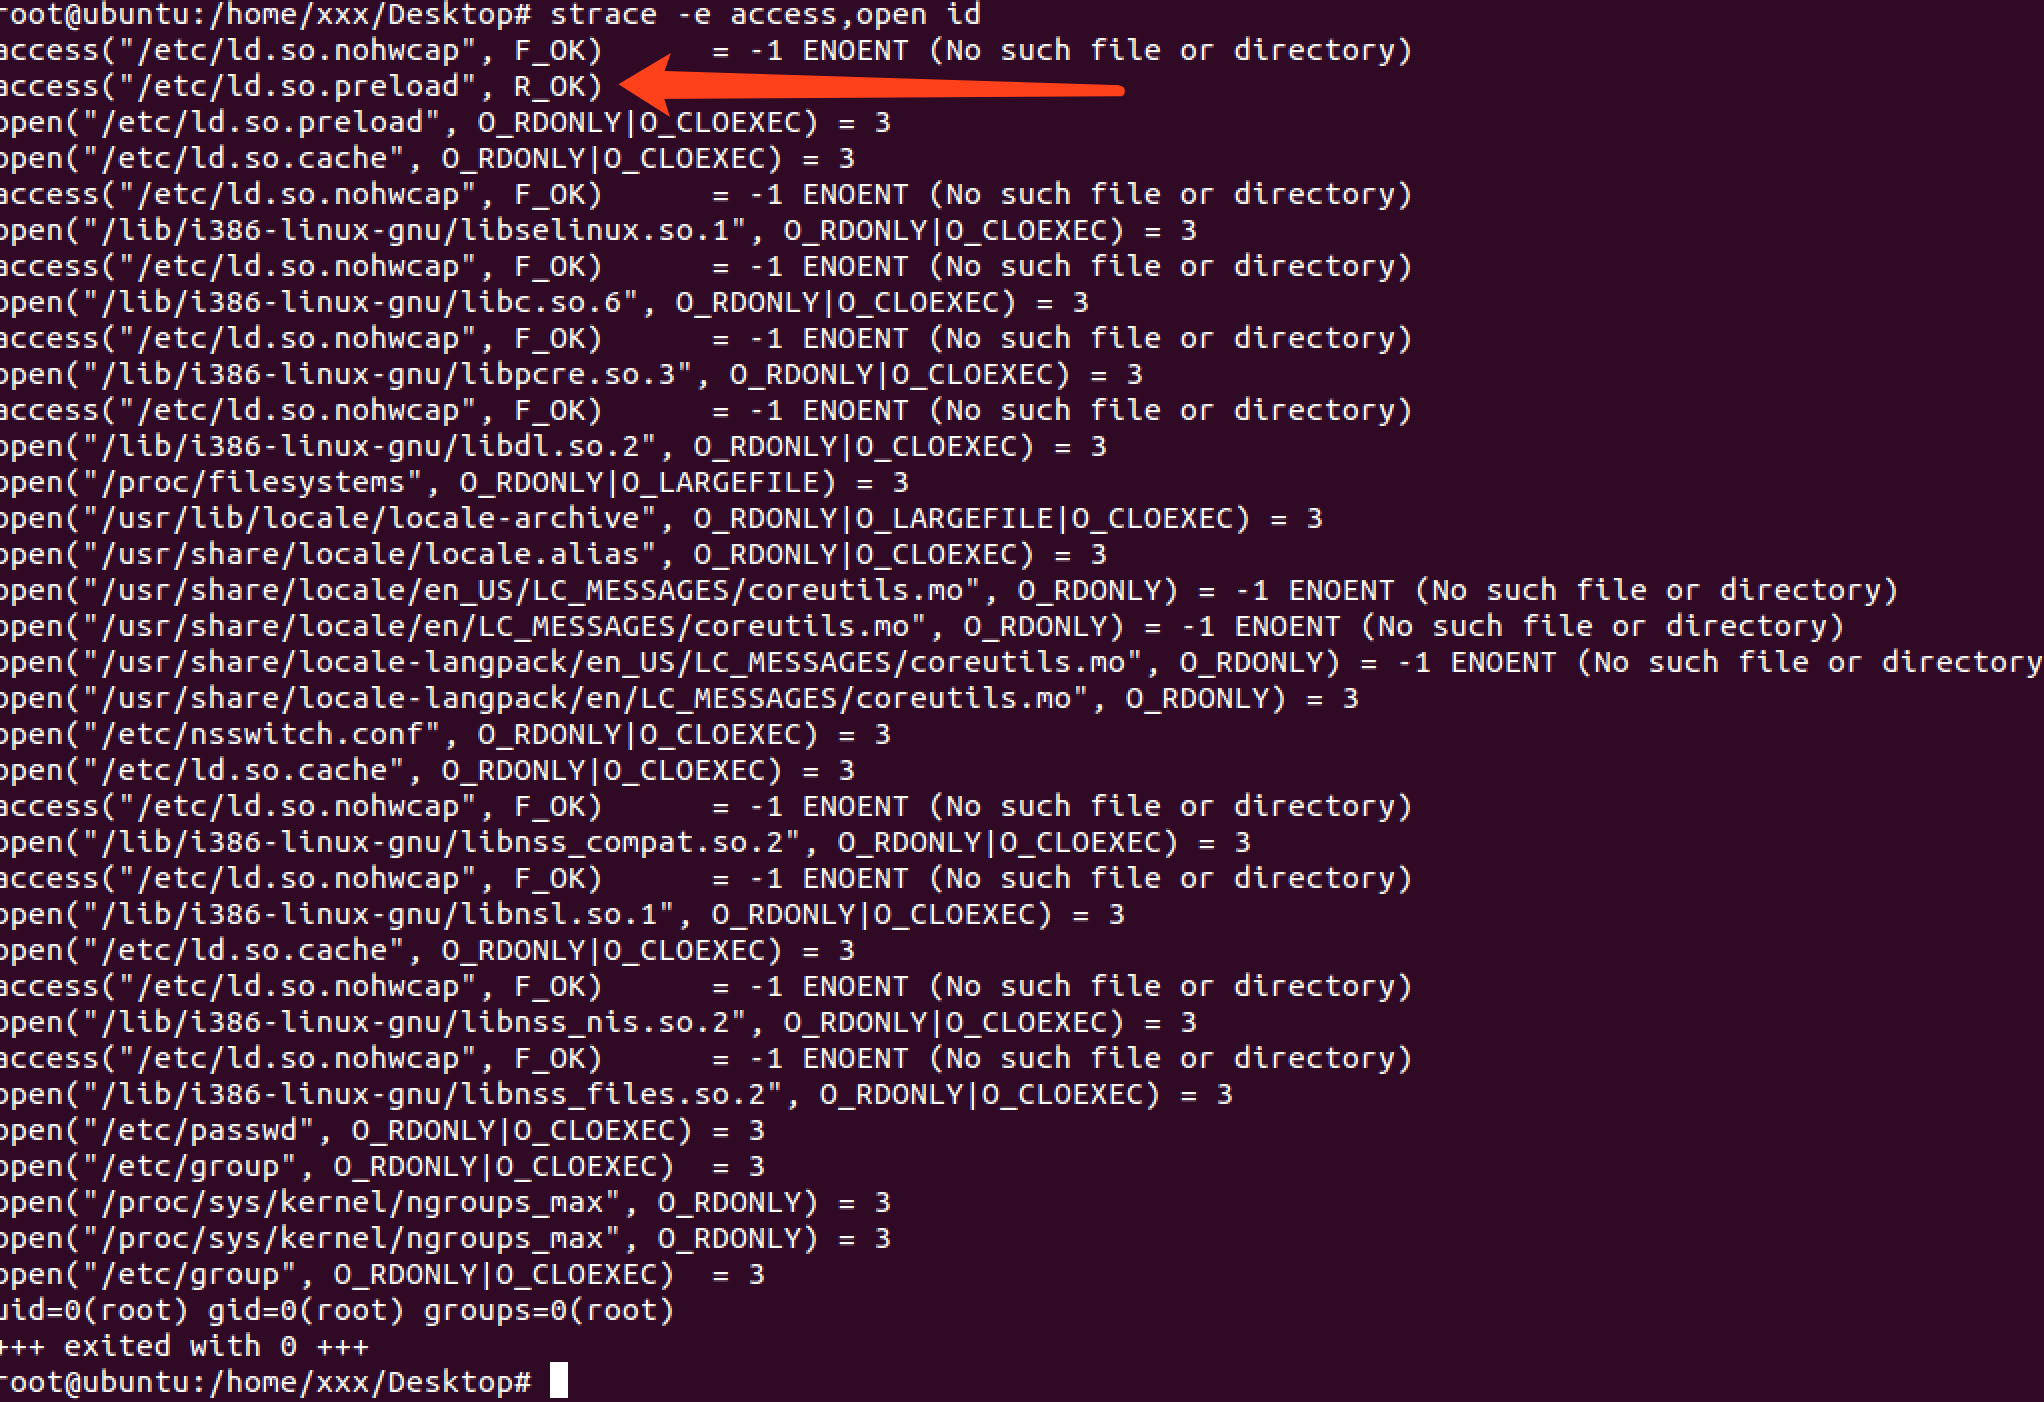 root@ubuntu:/home/xxx/Desktop# strace -e access,open id
access("/etc/ld.so.nohwcap", F_OK)      = -1 ENOENT (No such file or directory)
access("/etc/ld.so.preload", R_OK)
open("/etc/ld.so.preload", O_RDONLY|O_CLOEXEC) = 3
open("/etc/ld.so.cache", O_RDONLY|O_CLOEXEC) = 3
access("/etc/ld.so.nohwcap", F_OK)      = -1 ENOENT (No such file or directory)
open("/lib/i386-linux-gnu/libselinux.so.1", O_RDONLY|O_CLOEXEC) = 3
access("/etc/ld.so.nohwcap", F_OK)      = -1 ENOENT (No such file or directory)
open("/lib/i386-linux-gnu/libc.so.6", O_RDONLY|O_CLOEXEC) = 3
access("/etc/ld.so.nohwcap", F_OK)      = -1 ENOENT (No such file or directory)
open("/lib/i386-linux-gnu/libpcre.so.3", O_RDONLY|O_CLOEXEC) = 3
access("/etc/ld.so.nohwcap", F_OK)      = -1 ENOENT (No such file or directory)
open("/lib/i386-linux-gnu/libdl.so.2", O_RDONLY|O_CLOEXEC) = 3
open("/proc/filesystems", O_RDONLY|O_LARGEFILE) = 3
open("/usr/lib/locale/locale-archive", O_RDONLY|O_LARGEFILE|O_CLOEXEC) = 3
open("/usr/share/locale/locale.alias", O_RDONLY|O_CLOEXEC) = 3
open("/usr/share/locale/en_US/LC_MESSAGES/coreutils.mo", O_RDONLY) = -1 ENOENT (No such file or directory)
open("/usr/share/locale/en/LC_MESSAGES/coreutils.mo", O_RDONLY) = -1 ENOENT (No such file or directory)
open("/usr/share/locale-langpack/en_US/LC_MESSAGES/coreutils.mo", O_RDONLY) = -1 ENOENT (No such file or directory
open("/usr/share/locale-langpack/en/LC_MESSAGES/coreutils.mo", O_RDONLY) = 3
open("/etc/nsswitch.conf", O_RDONLY|O_CLOEXEC) = 3
open("/etc/ld.so.cache", O_RDONLY|O_CLOEXEC) = 3
access("/etc/ld.so.nohwcap", F_OK)      = -1 ENOENT (No such file or directory)
open("/lib/i386-linux-gnu/libnss_compat.so.2", O_RDONLY|O_CLOEXEC) = 3
access("/etc/ld.so.nohwcap", F_OK)      = -1 ENOENT (No such file or directory)
open("/lib/i386-linux-gnu/libnsl.so.1", O_RDONLY|O_CLOEXEC) = 3
open("/etc/ld.so.cache", O_RDONLY|O_CLOEXEC) = 3
access("/etc/ld.so.nohwcap", F_OK)      = -1 ENOENT (No such file or directory)
open("/lib/i386-linux-gnu/libnss_nis.so.2", O_RDONLY|O_CLOEXEC) = 3
access("/etc/ld.so.nohwcap", F_OK)      = -1 ENOENT (No such file or directory)
open("/lib/i386-linux-gnu/libnss_files.so.2", O_RDONLY|O_CLOEXEC) = 3
open("/etc/passwd", O_RDONLY|O_CLOEXEC) = 3
open("/etc/group", O_RDONLY|O_CLOEXEC)  = 3
open("/proc/sys/kernel/ngroups_max", O_RDONLY) = 3
open("/proc/sys/kernel/ngroups_max", O_RDONLY) = 3
open("/etc/group", O_RDONLY|O_CLOEXEC)  = 3
uid=0(root) gid=0(root) groups=0(root)
+++ exited with 0 +++
root@ubuntu:/home/xxx/Desktop#